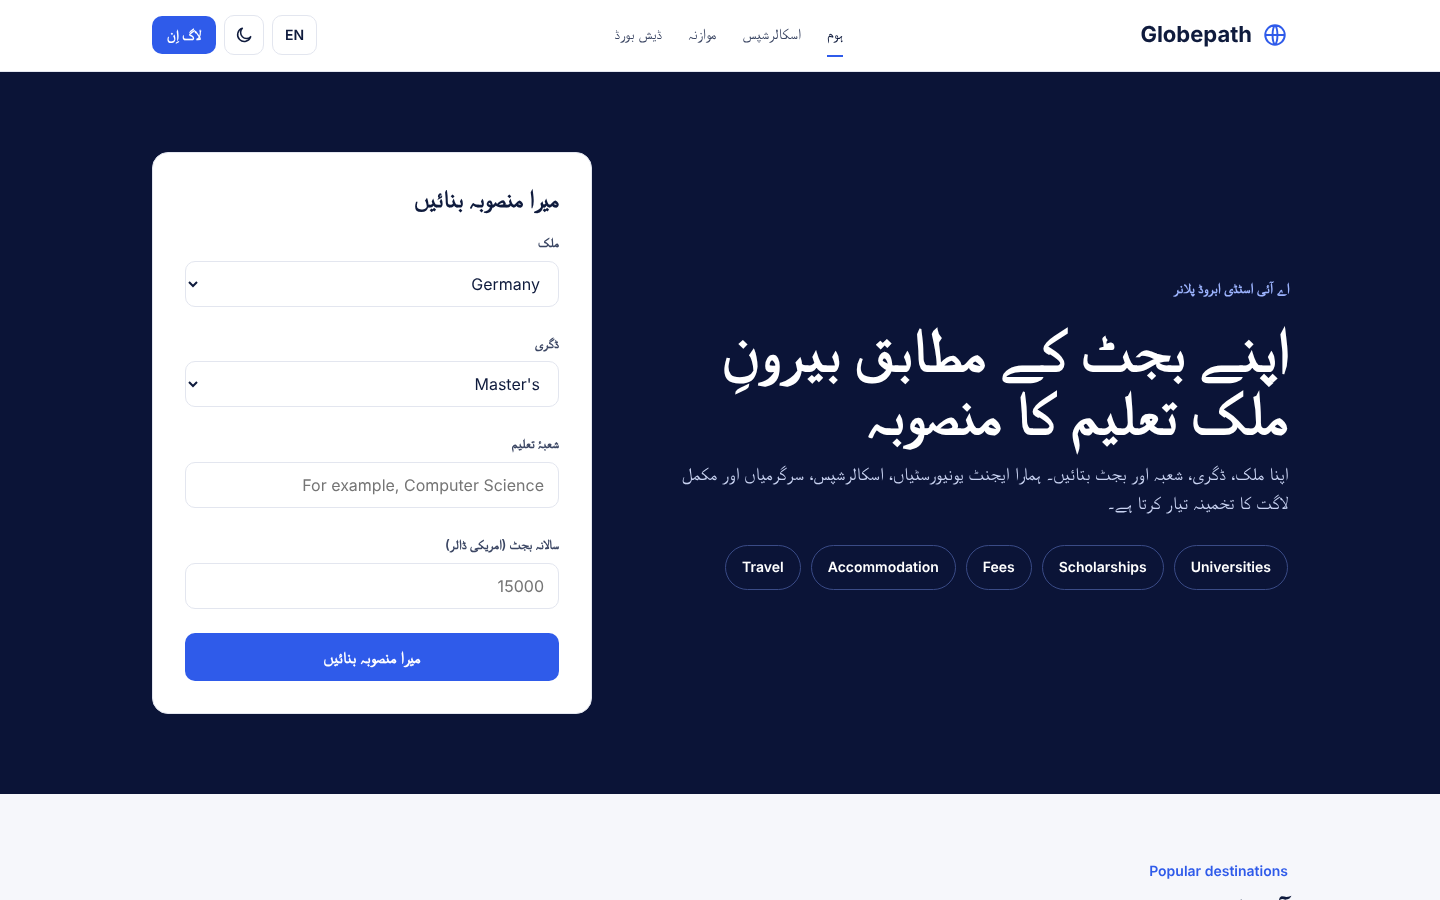 Globepath
ہوم
اسکالرشپس
موازنہ
ڈیش بورڈ
EN
لاگ اِن
اے آئی اسٹڈی ابروڈ پلانر
اپنے بجٹ کے مطابق بیرونِ
ملک تعلیم کا منصوبہ
اپنا ملک، ڈگری، شعبہ اور بجٹ بتائیں۔ ہمارا ایجنٹ یونیورسٹیاں، اسکالرشپس، سرگرمیاں اور مکمل
لاگت کا تخمینہ تیار کرتا ہے۔
Universities
Scholarships
Fees
Accommodation
Travel
میرا منصوبہ بنائیں
ملک
Germany
ڈگری
Master's
شعبۂ تعلیم
For example, Computer Science
سالانہ بجٹ (امریکی ڈالر)
15000
میرا منصوبہ بنائیں
Popular destinations